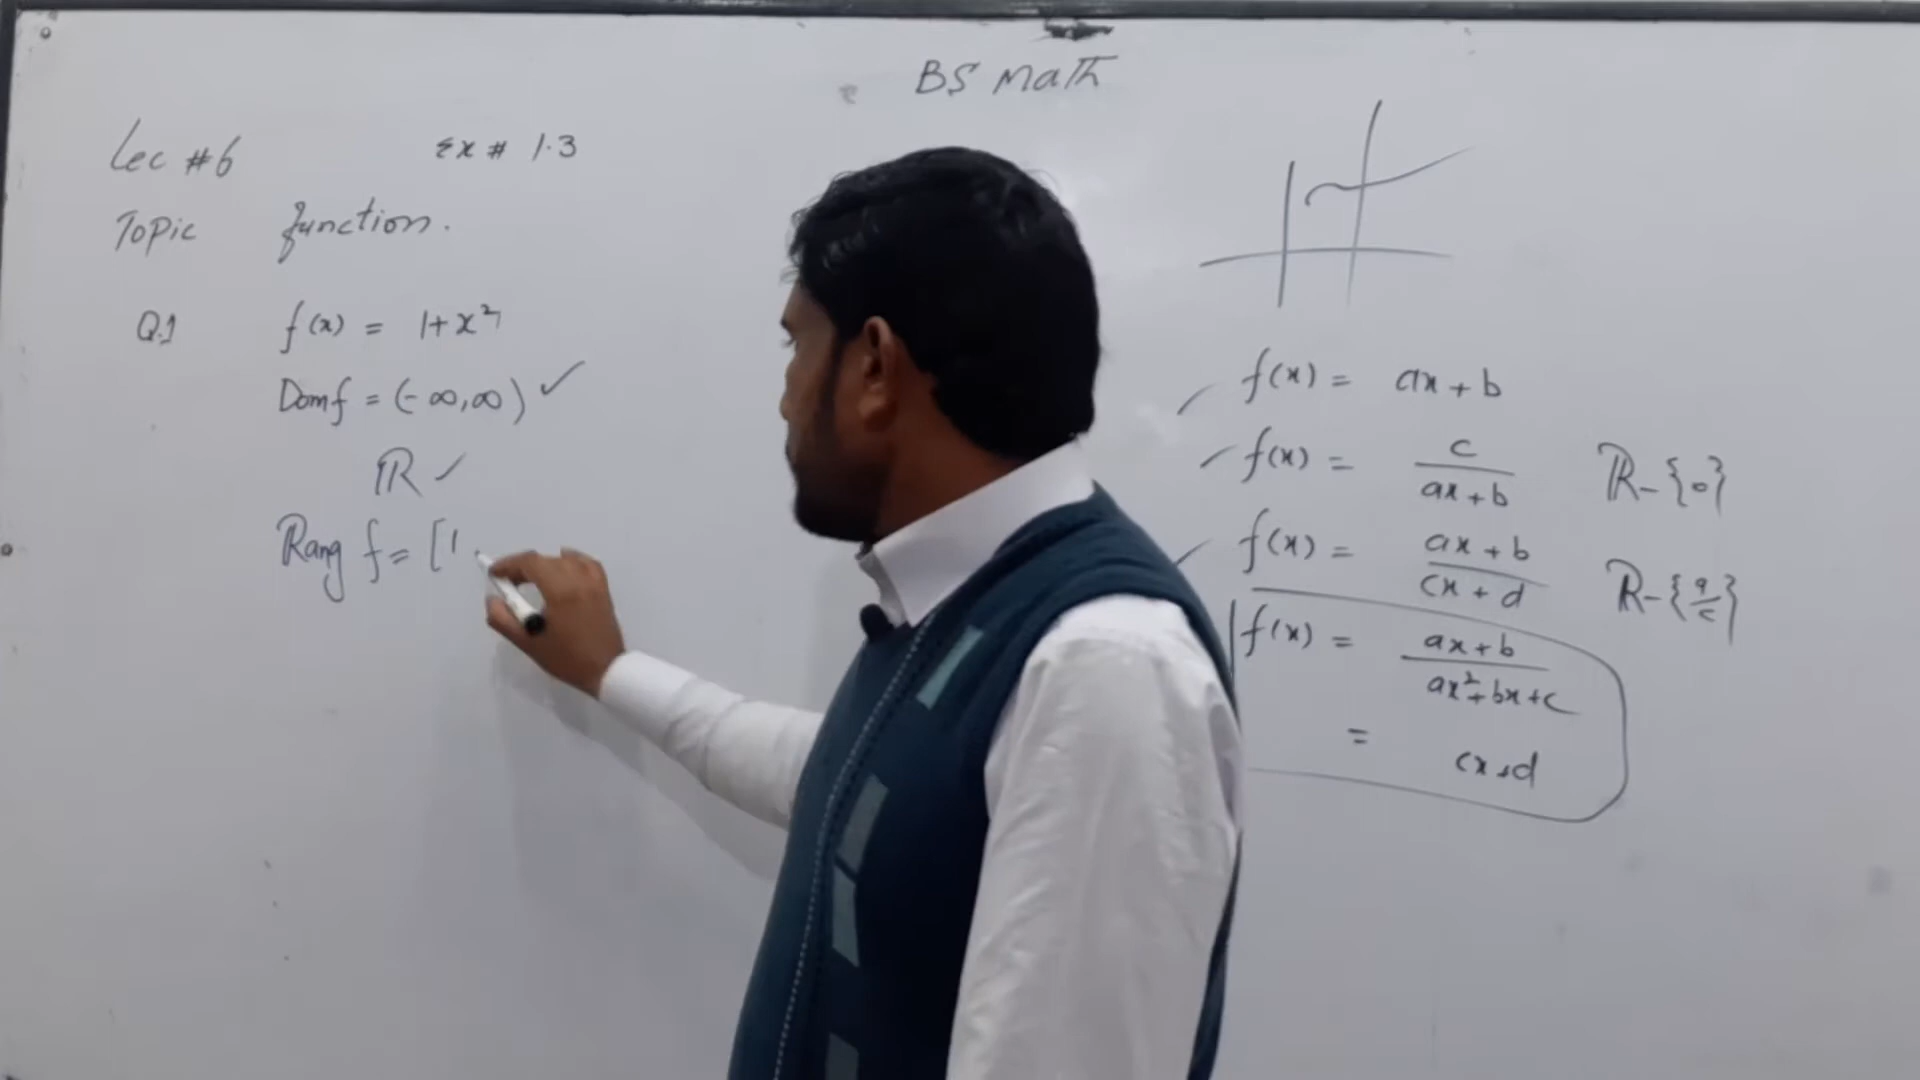 BS Math
Lec #6 Ex # 1.3
Topic function.
Q.1 f(x) = 1+x²
Domf = (-∞,∞) ✓
ℝ ✓
Rang f = [1
✓ f(x) = ax + b
✓ f(x) = c/(ax + b) ℝ-{0}
✓ f(x) = (ax + b)/(cx + d) ℝ-{a/c}
f(x) = (ax+b)/(ax²+bx+c)
= cx+d